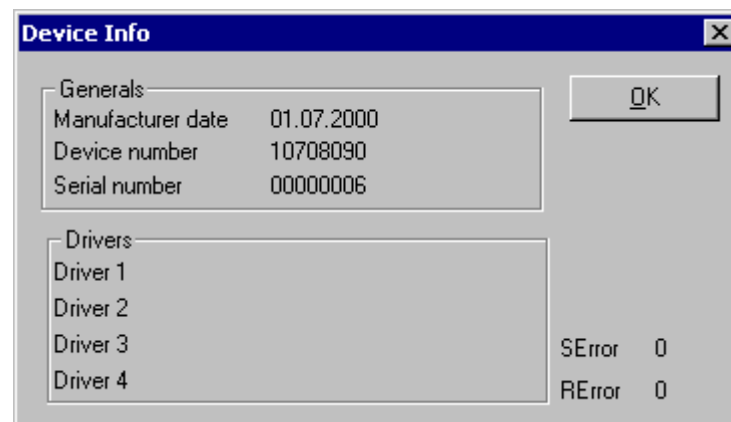 Device Info
Generals
OK
Manufacturer date 01.07.2000
Device number 10708090
Serial number 00000006
Drivers
Driver 1
Driver 2
Driver 3
SError 0
Driver 4
RError 0